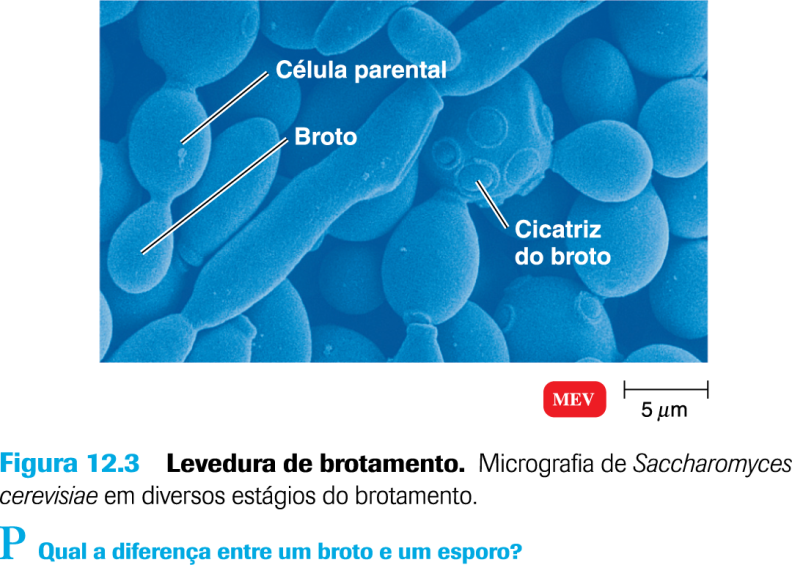 Célula parental
Broto
Cicatriz
do broto
MEV
5 μm
Figura 12.3 Levedura de brotamento. Micrografia de Saccharomyces
cerevisiae em diversos estágios do brotamento.
P Qual a diferença entre um broto e um esporo?